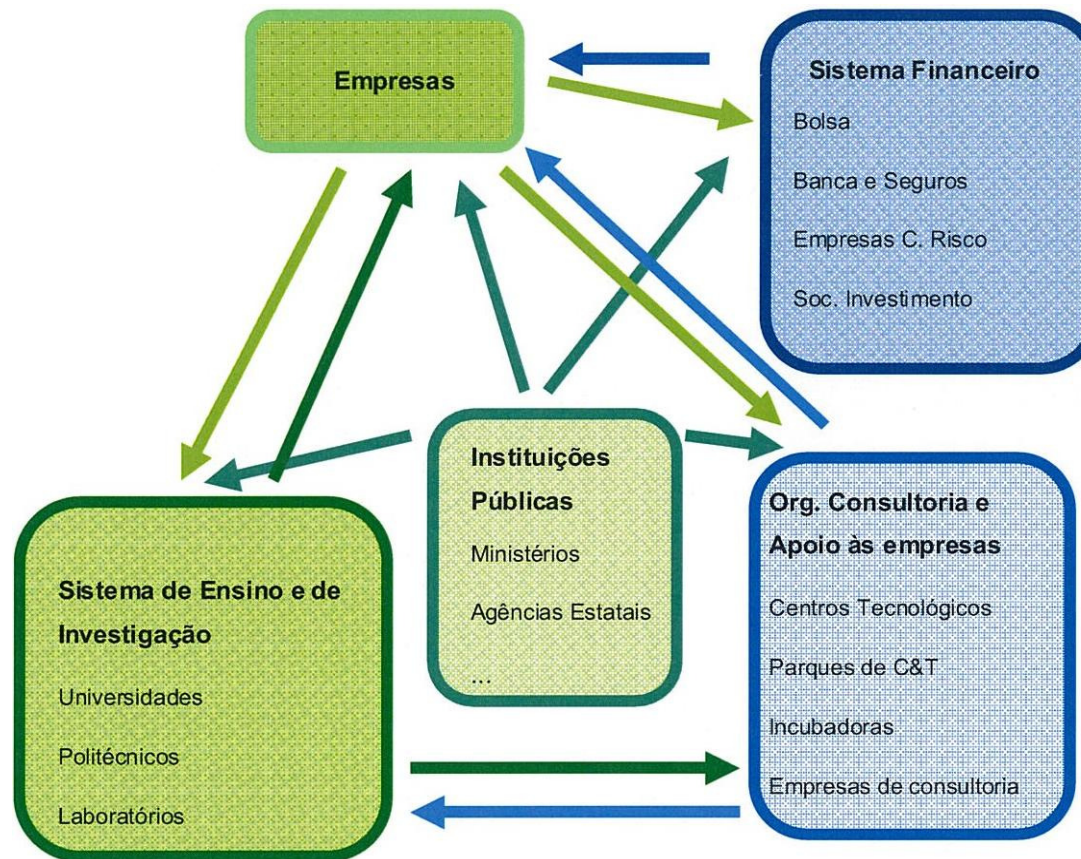 Empresas
Sistema Financeiro
Bolsa
Banca e Seguros
Empresas C. Risco
Soc. Investimento
Instituições
Públicas
Ministérios
Agências Estatais
...
Org. Consultoria e
Apoio às empresas
Centros Tecnológicos
Parques de C&T
Incubadoras
Empresas de consultoria
Sistema de Ensino e de
Investigação
Universidades
Politécnicos
Laboratórios